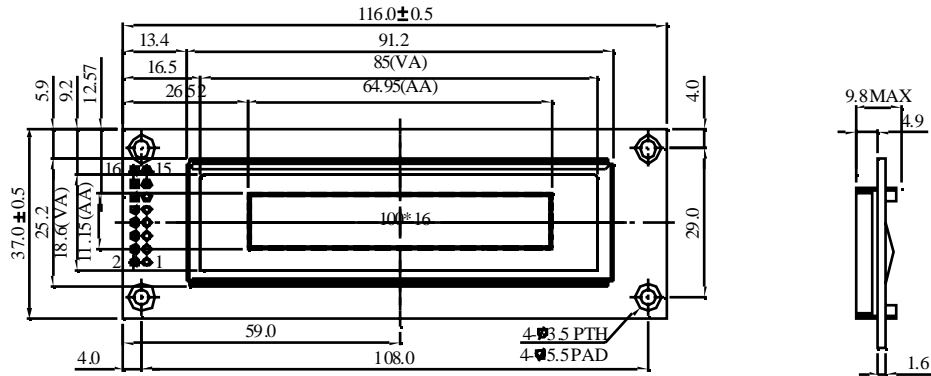 116.0±0.5
13.4 91.2
16.5 85(VA)
26.52 64.95(AA)
5.9
9.2
12.57
4.0
9.8MAX
4.9
16 15
100*16
2 1
37.0±0.5
25.2
18.6(VA)
11.15(AA)
29.0
59.0
4-Φ3.5 PTH
4-Φ5.5 PAD
4.0 108.0
1.6